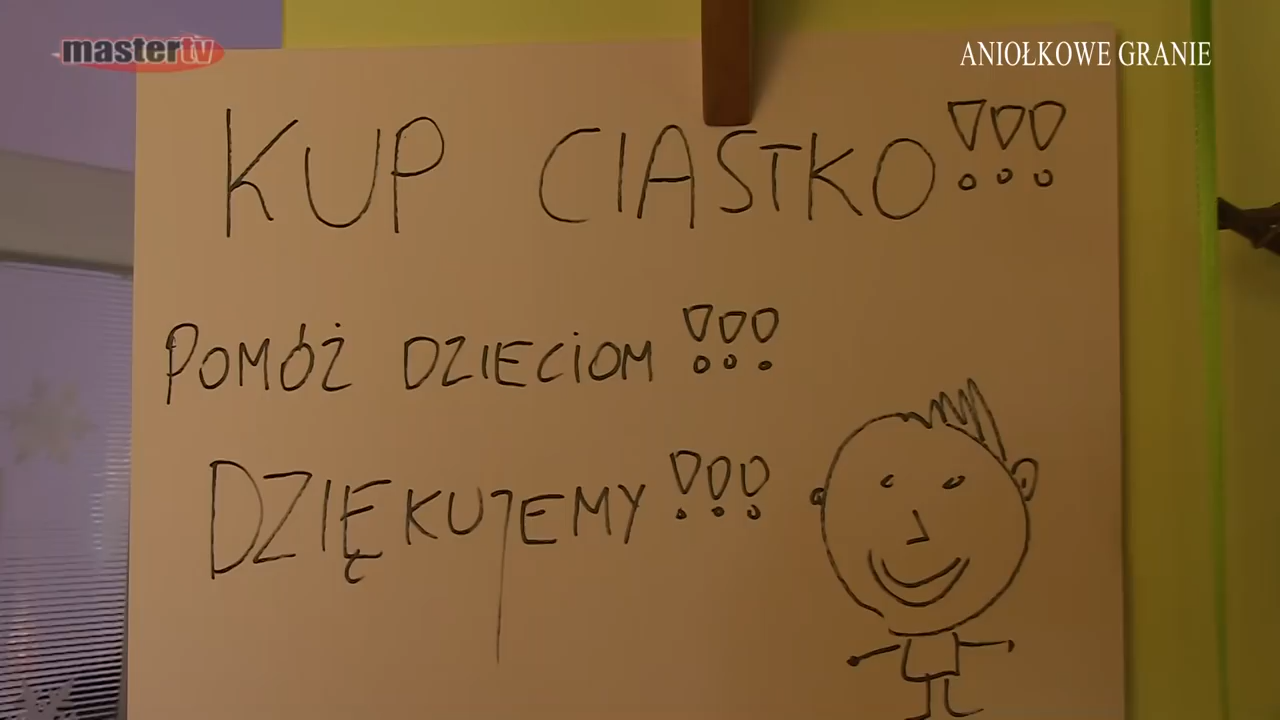 mastertv
ANIOŁKOWE GRANIE
KUP CIASTKO!!!
POMÓŻ DZIECIOM!!!
DZIĘKUJEMY!!!